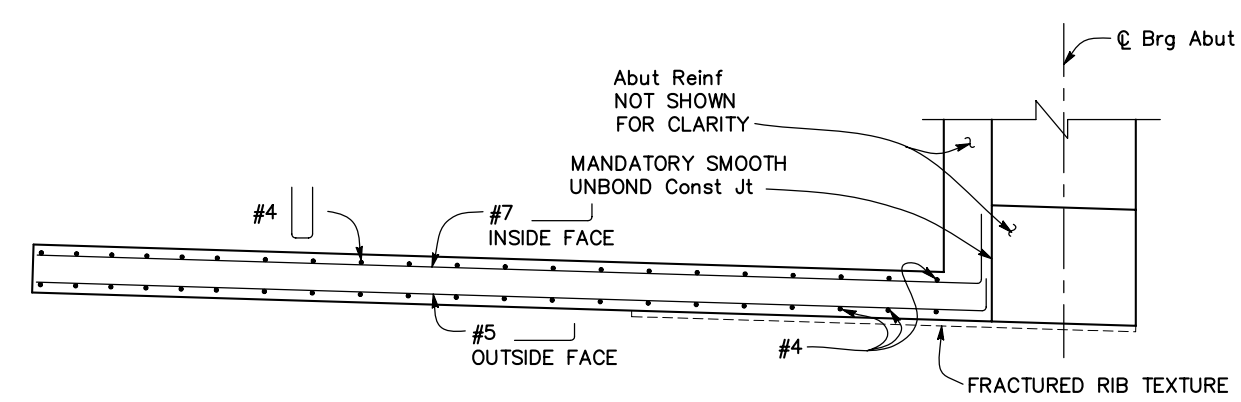 ℄ Brg Abut
Abut Reinf
NOT SHOWN
FOR CLARITY
MANDATORY SMOOTH
UNBOND Const Jt
#4
#7
INSIDE FACE
#5
OUTSIDE FACE
#4
FRACTURED RIB TEXTURE